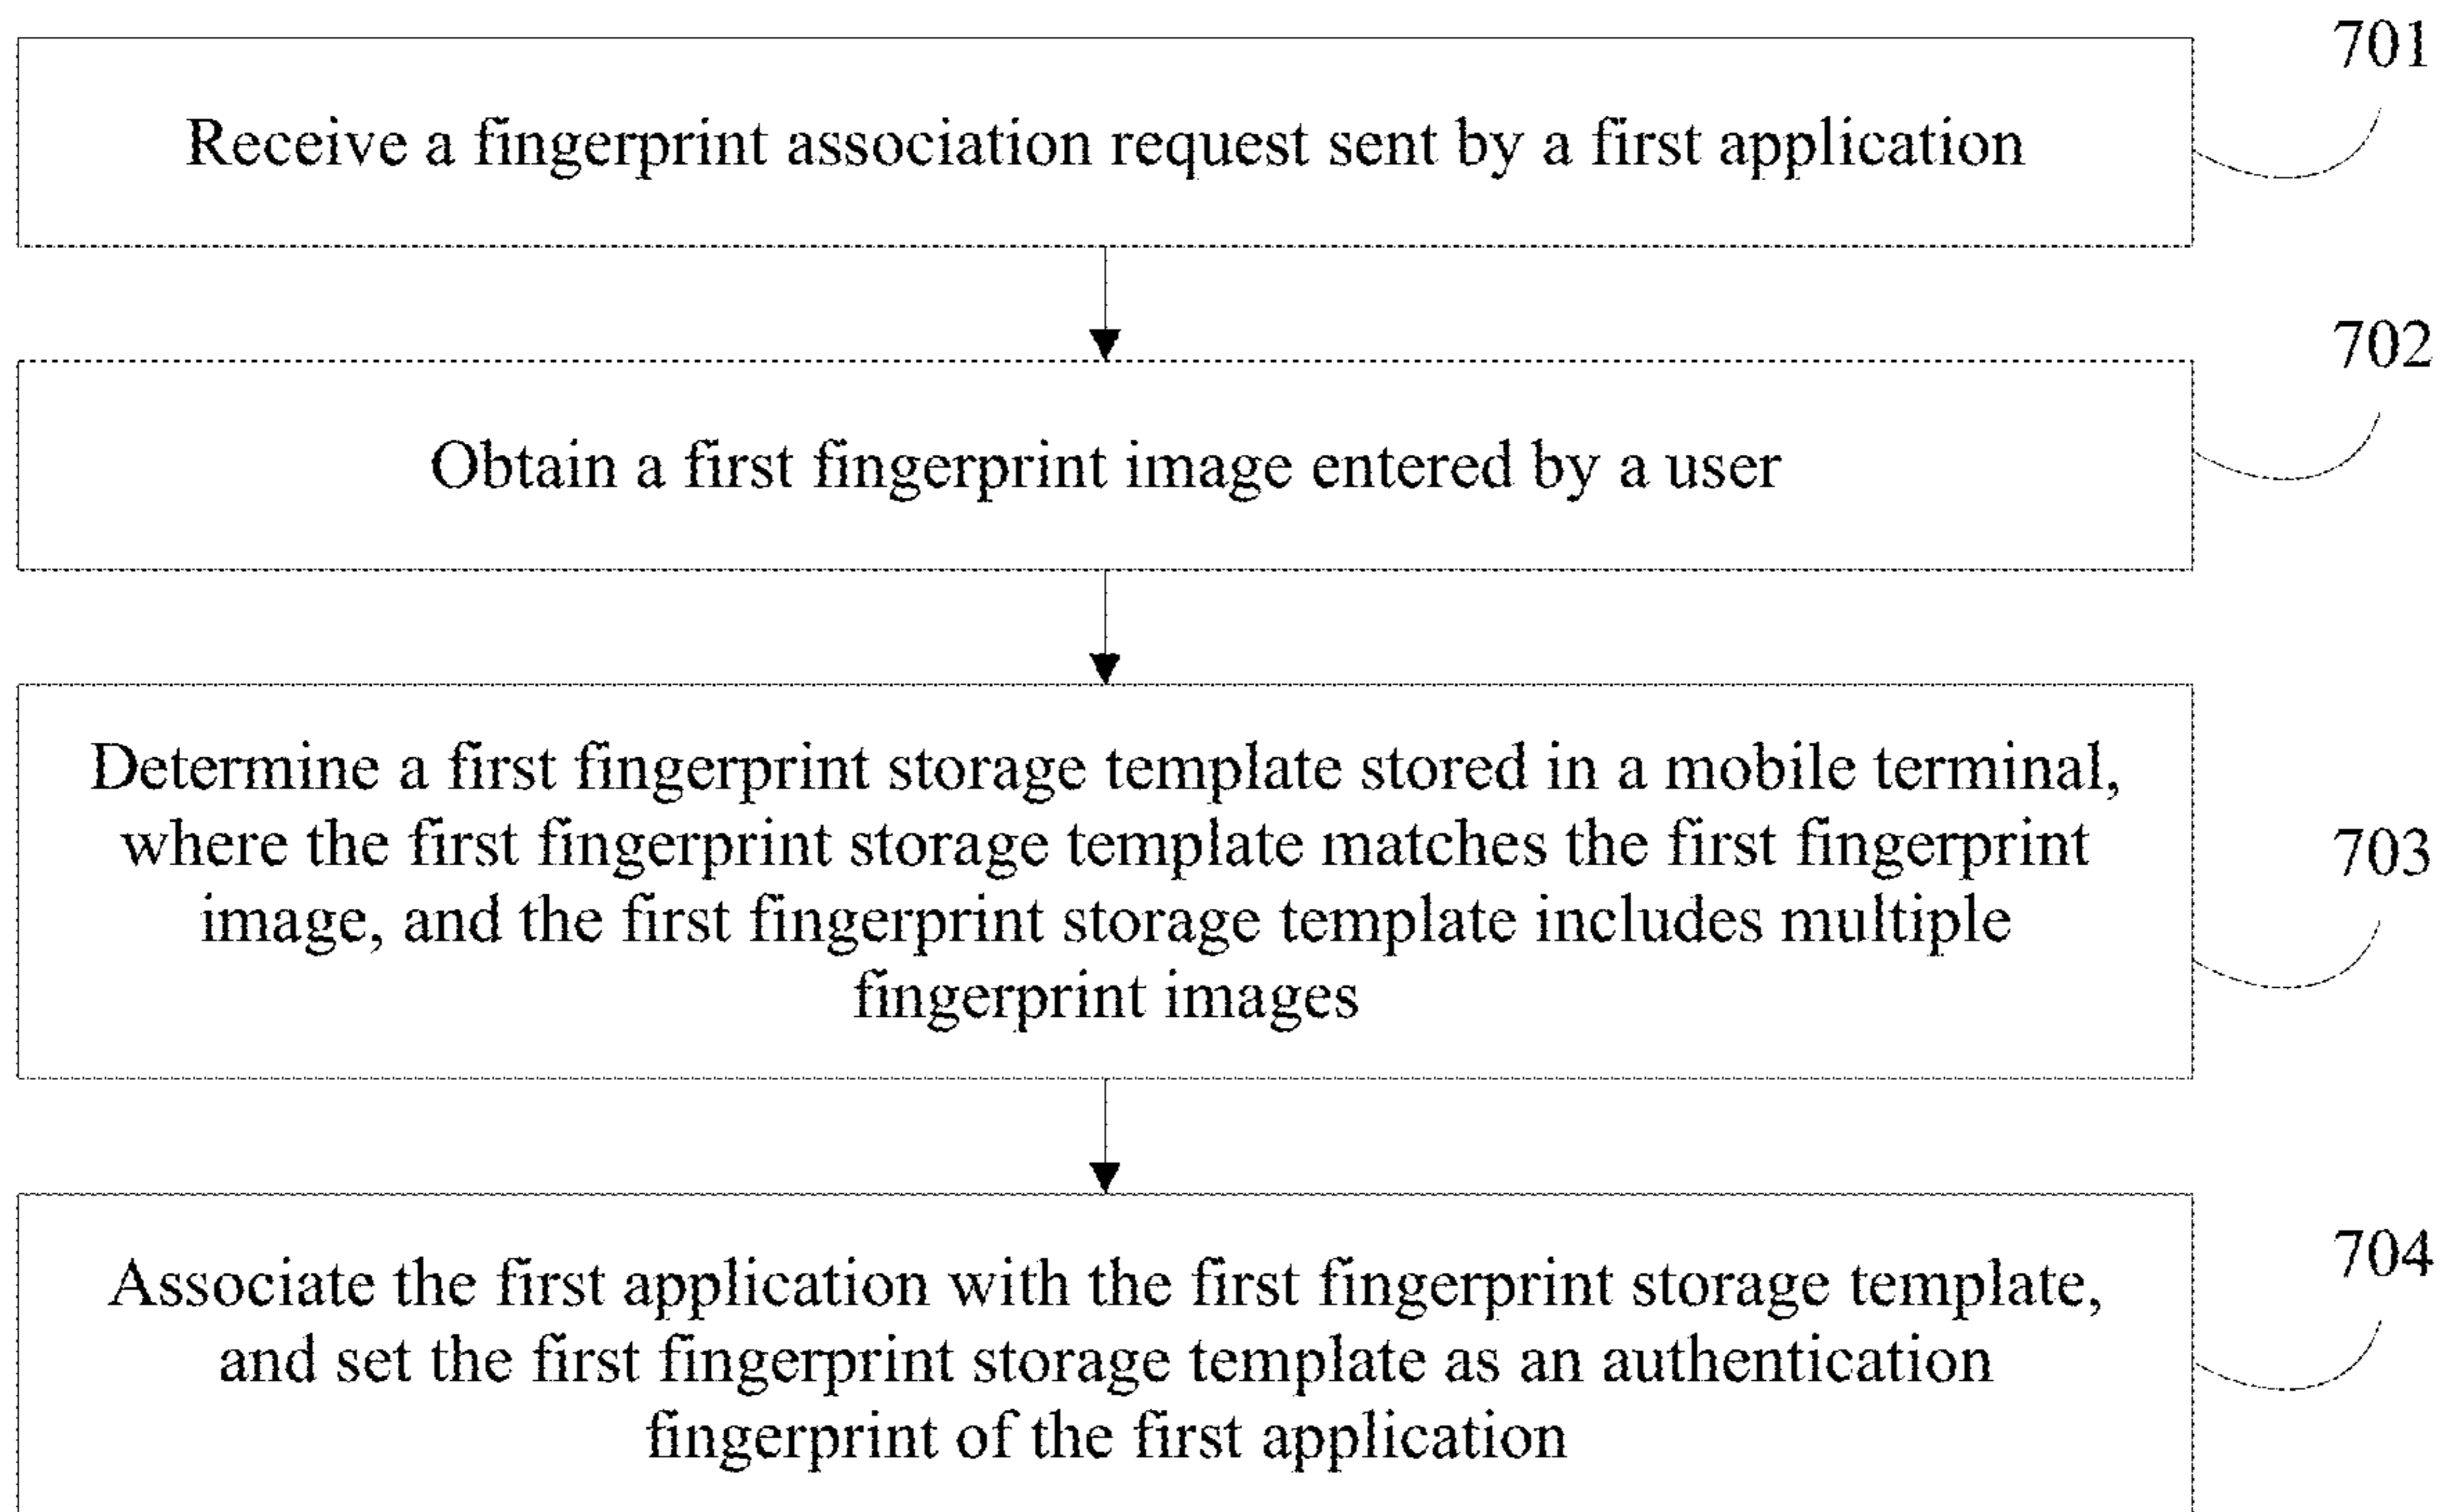 701
Receive a fingerprint association request sent by a first application
702
Obtain a first fingerprint image entered by a user
Determine a first fingerprint storage template stored in a mobile terminal,
where the first fingerprint storage template matches the first fingerprint
703
image, and the first fingerprint storage template includes multiple
fingerprint images
704
Associate the first application with the first fingerprint storage template,
and set the first fingerprint storage template as an authentication
fingerprint of the first application